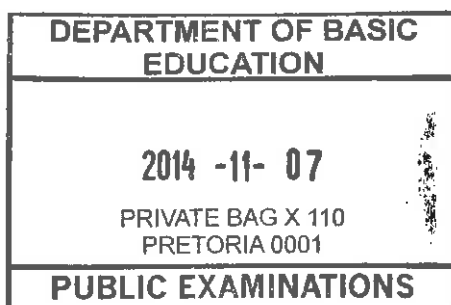 DEPARTMENT OF BASIC
EDUCATION
2014 -11- 07
PRIVATE BAG X 110
PRETORIA 0001
PUBLIC EXAMINATIONS